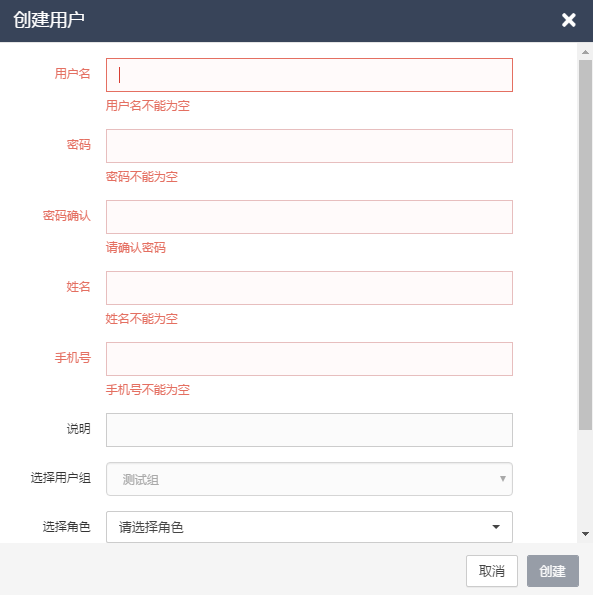 创建用户
用户名
用户名不能为空
密码
密码不能为空
密码确认
请确认密码
姓名
姓名不能为空
手机号
手机号不能为空
说明
选择用户组 测试组
选择角色 请选择角色
取消 创建